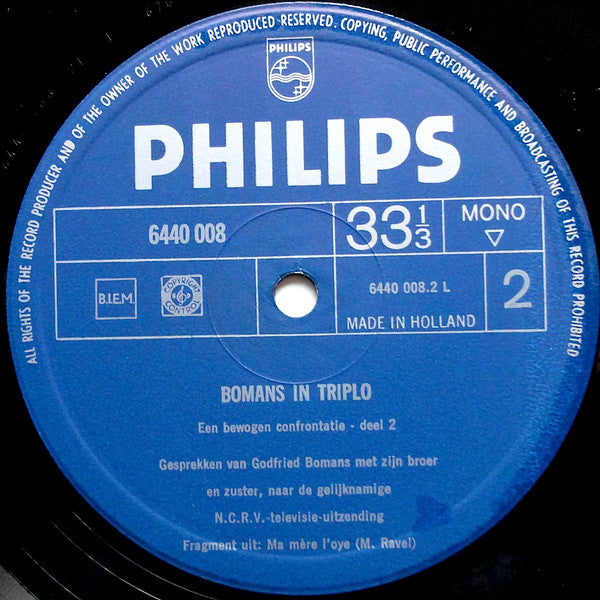 ALL RIGHTS OF THE RECORD PRODUCER AND OF THE OWNER OF THE WORK REPRODUCED RESERVED. COPYING, PUBLIC PERFORMANCE AND BROADCASTING OF THIS RECORD PROHIBITED
PHILIPS
PHILIPS
6440 008
33 1/3
MONO
▽
B.I.E.M.
COPYRIGHT CONTROL
6440 008.2 L
2
MADE IN HOLLAND
BOMANS IN TRIPLO
Een bewogen confrontatie - deel 2
Gesprekken van Godfried Bomans met zijn broer
en zuster, naar de gelijknamige
N.C.R.V.-televisie-uitzending
Fragment uit: Ma mère l'oye (M. Ravel)